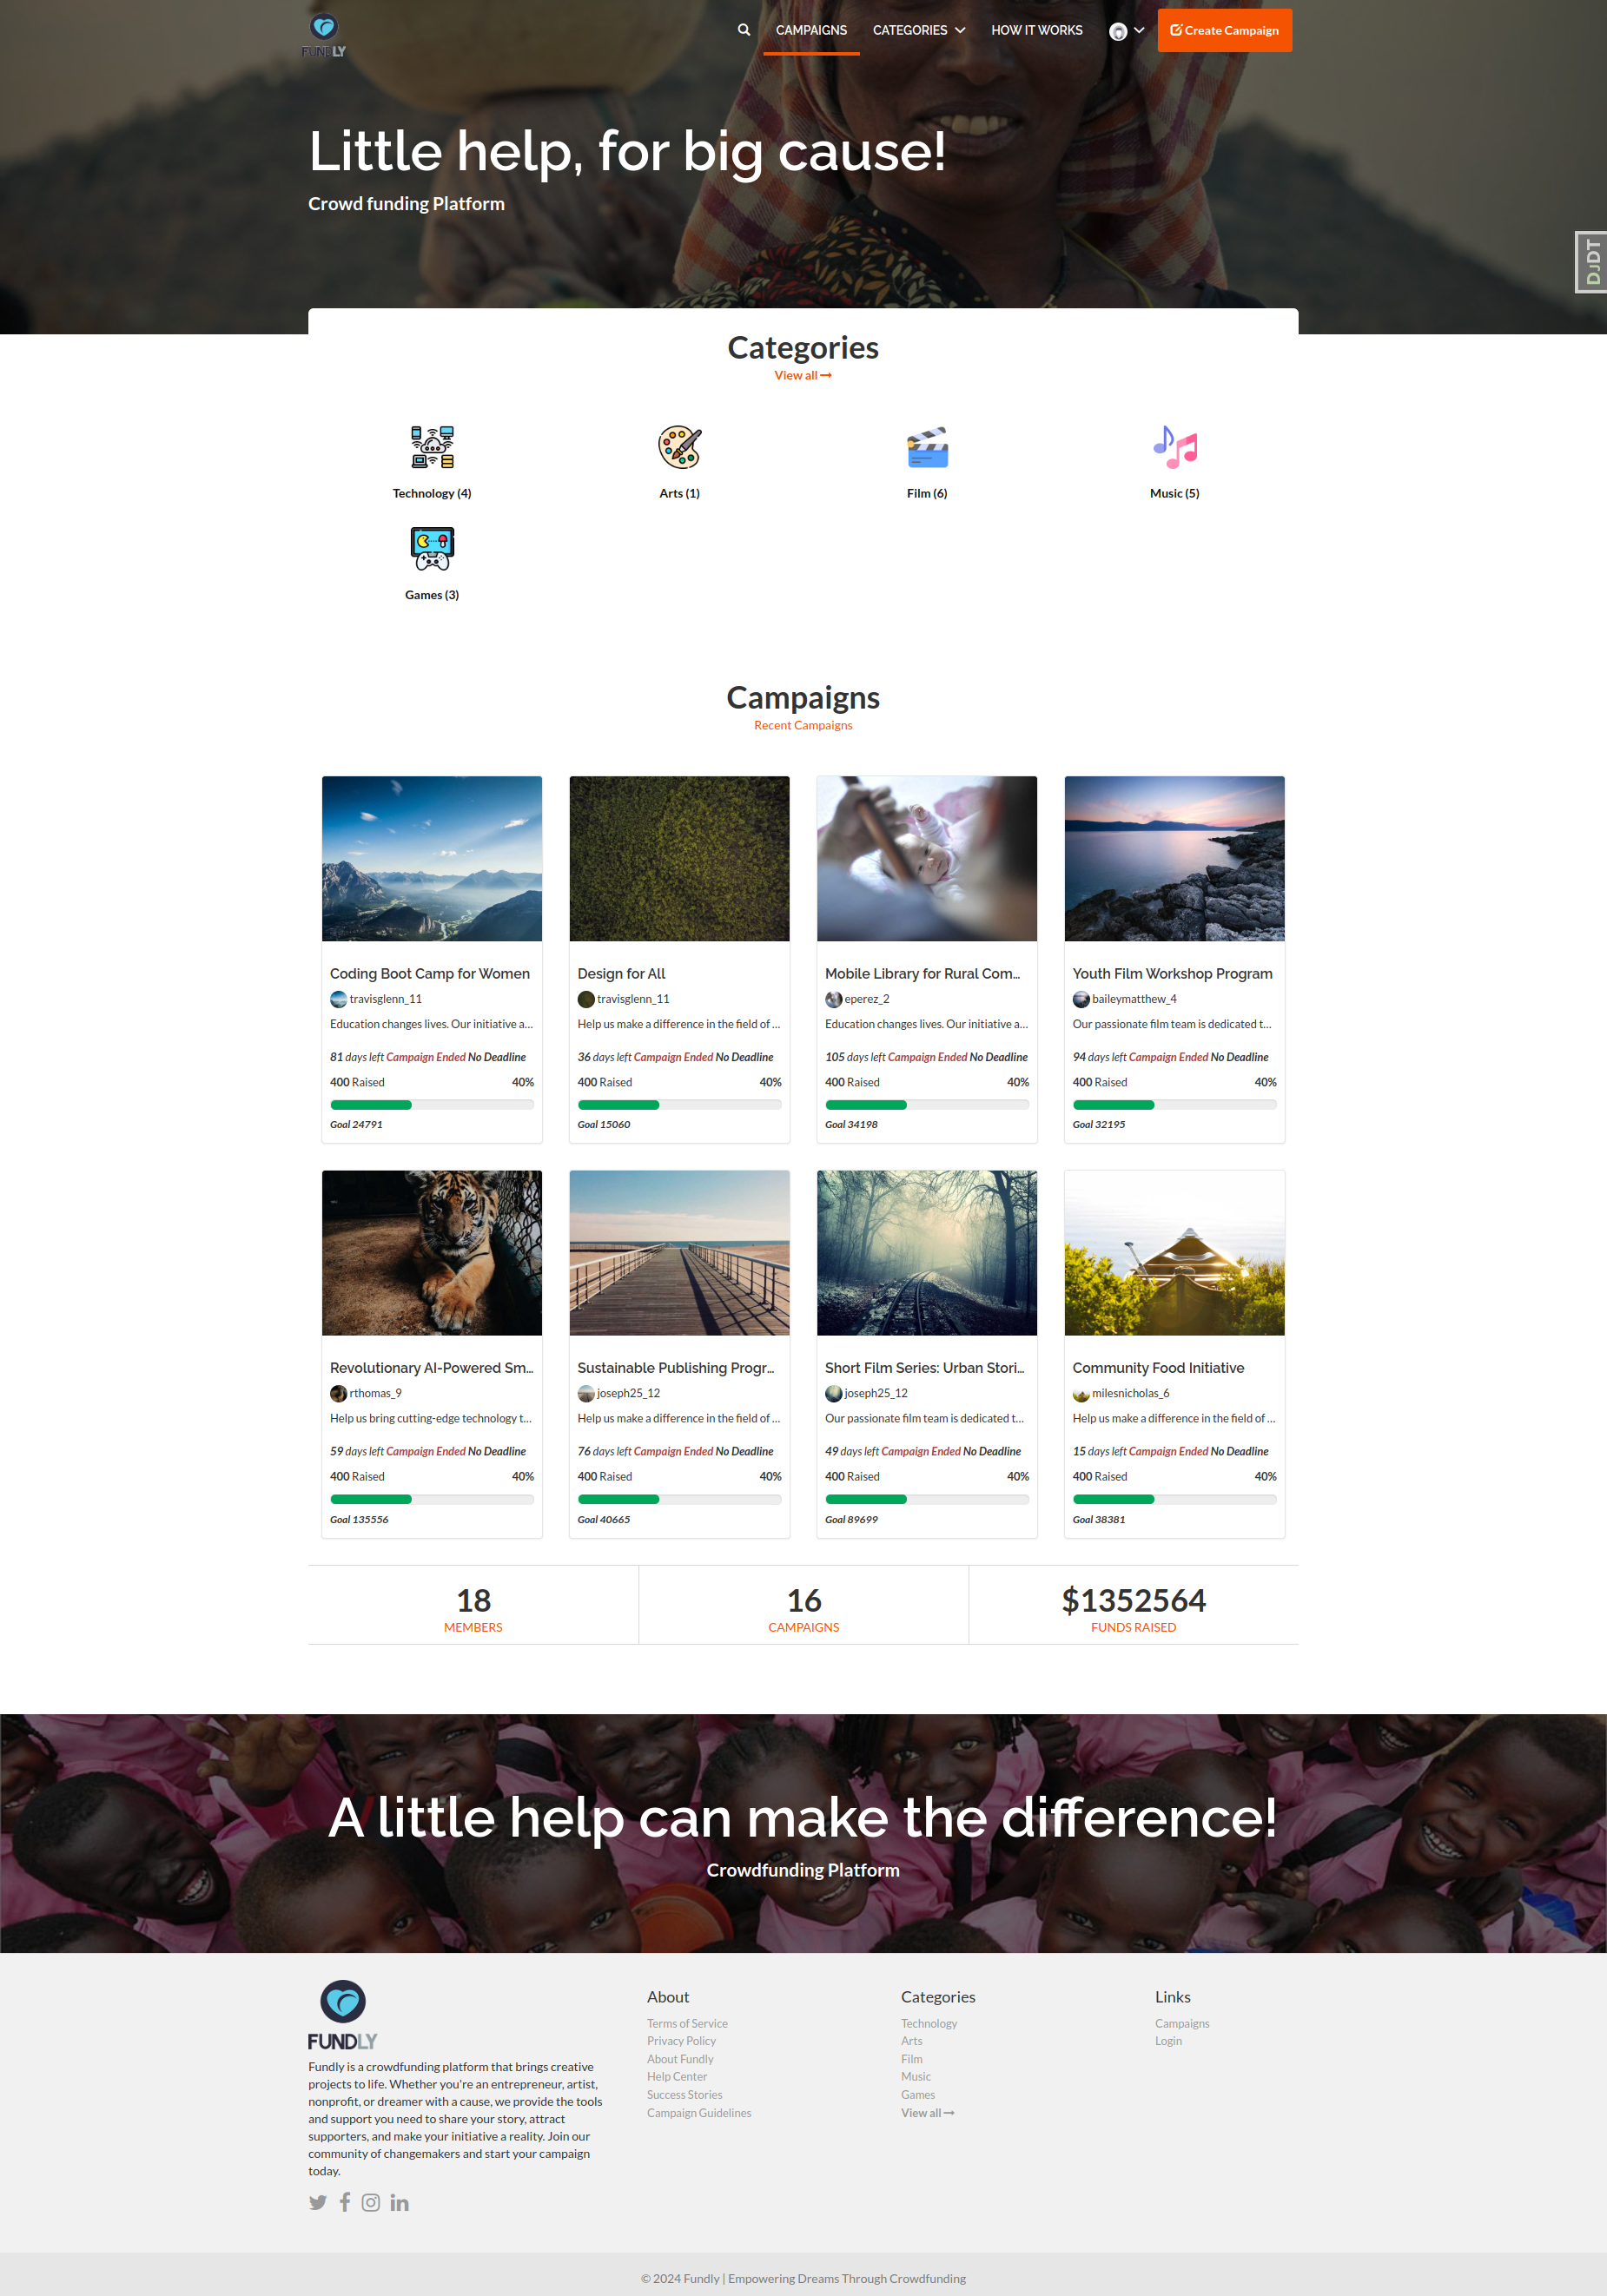 FUNDLY
CAMPAIGNS
CATEGORIES
HOW IT WORKS
Create Campaign
Little help, for big cause!
Crowd funding Platform
DJDT
Categories
View all
Technology (4)
Arts (1)
Film (6)
Music (5)
Games (3)
Campaigns
Recent Campaigns
Coding Boot Camp for Women
travisglenn_11
Education changes lives. Our initiative a...
81 days left Campaign Ended No Deadline
400 Raised 40%
Goal 24791
Design for All
travisglenn_11
Help us make a difference in the field of ...
36 days left Campaign Ended No Deadline
400 Raised 40%
Goal 15060
Mobile Library for Rural Com...
eperez_2
Education changes lives. Our initiative a...
105 days left Campaign Ended No Deadline
400 Raised 40%
Goal 34198
Youth Film Workshop Program
baileymatthew_4
Our passionate film team is dedicated t...
94 days left Campaign Ended No Deadline
400 Raised 40%
Goal 32195
Revolutionary AI-Powered Sm...
rthomas_9
Help us bring cutting-edge technology t...
59 days left Campaign Ended No Deadline
400 Raised 40%
Goal 135556
Sustainable Publishing Progr...
joseph25_12
Help us make a difference in the field of ...
76 days left Campaign Ended No Deadline
400 Raised 40%
Goal 40665
Short Film Series: Urban Stori...
joseph25_12
Our passionate film team is dedicated t...
49 days left Campaign Ended No Deadline
400 Raised 40%
Goal 89699
Community Food Initiative
milesnicholas_6
Help us make a difference in the field of ...
15 days left Campaign Ended No Deadline
400 Raised 40%
Goal 38381
18
MEMBERS
16
CAMPAIGNS
$1352564
FUNDS RAISED
A little help can make the difference!
Crowdfunding Platform
FUNDLY
Fundly is a crowdfunding platform that brings creative
projects to life. Whether you're an entrepreneur, artist,
nonprofit, or dreamer with a cause, we provide the tools
and support you need to share your story, attract
supporters, and make your initiative a reality. Join our
community of changemakers and start your campaign
today.
About
Terms of Service
Privacy Policy
About Fundly
Help Center
Success Stories
Campaign Guidelines
Categories
Technology
Arts
Film
Music
Games
View all
Links
Campaigns
Login
© 2024 Fundly | Empowering Dreams Through Crowdfunding